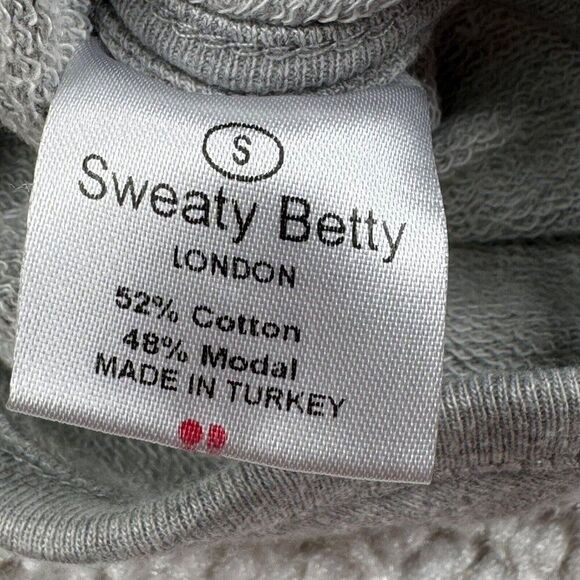 S
Sweaty Betty
LONDON
52% Cotton
48% Modal
MADE IN TURKEY